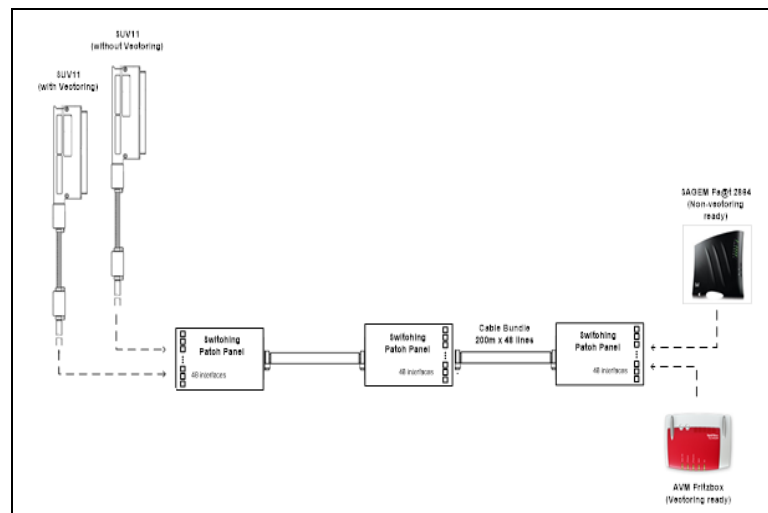 SUV11
(without Vectoring)
SUV11
(with Vectoring)
SAGEM Fa@t 2864
(Non-vectoring
ready)
Switching
Patch Panel
48 interfaces
Switching
Patch Panel
48 interfaces
Cable Bundle
200m x 48 lines
Switching
Patch Panel
48 interfaces
AVM Fritzbox
(Vectoring ready)